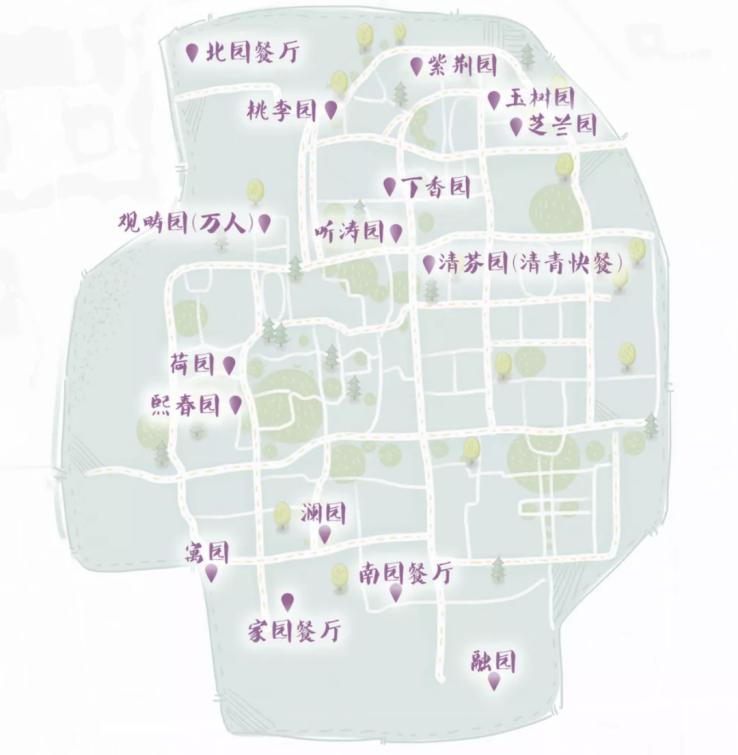 北园餐厅
紫荆园
玉树园
桃李园
芝兰园
丁香园
观畴园(万人)
听涛园
清芬园(清青快餐)
荷园
熙春园
澜园
寓园
南园餐厅
家园餐厅
融园